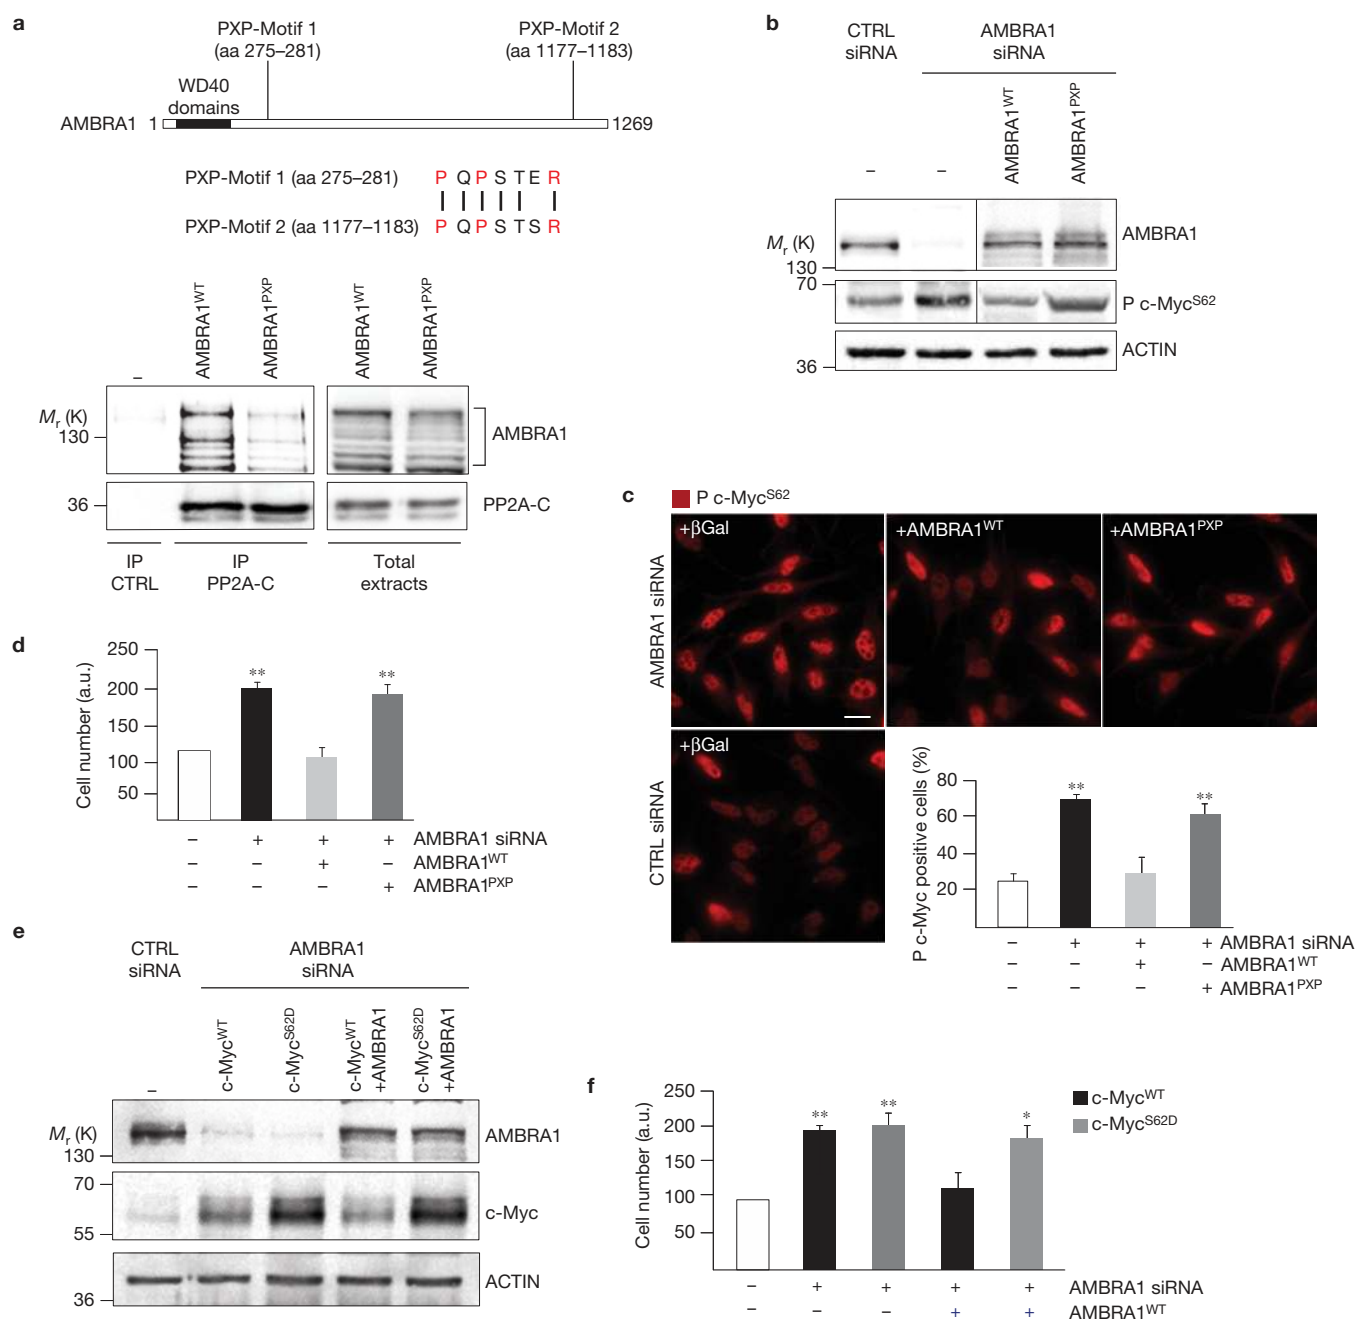 a
PXP-Motif 1
(aa 275–281)
PXP-Motif 2
(aa 1177–1183)
WD40
domains
AMBRA1 1
1269
PXP-Motif 1 (aa 275–281) P Q P S T E R
PXP-Motif 2 (aa 1177–1183) P Q P S T S R
– AMBRA1WT AMBRA1PXP AMBRA1WT AMBRA1PXP
Mr (K)
130
AMBRA1
36
PP2A-C
IP
CTRL
IP
PP2A-C
Total
extracts
b
CTRL
siRNA
AMBRA1
siRNA
– – AMBRA1WT AMBRA1PXP
Mr (K)
130
AMBRA1
70
P c-MycS62
ACTIN
36
c
P c-MycS62
AMBRA1 siRNA
+βGal
+AMBRA1WT
+AMBRA1PXP
CTRL siRNA
+βGal
P c-Myc positive cells (%)
80
60
40
20
** **
– + + + AMBRA1 siRNA
– – + – AMBRA1WT
– – – + AMBRA1PXP
d
Cell number (a.u.)
250
200
150
100
50
** **
– + + + AMBRA1 siRNA
– – + – AMBRA1WT
– – – + AMBRA1PXP
e
CTRL
siRNA
AMBRA1
siRNA
– c-MycWT c-MycS62D c-MycWT +AMBRA1 c-MycS62D +AMBRA1
Mr (K)
130
AMBRA1
70
c-Myc
55
ACTIN
36
f
Cell number (a.u.)
250
200
150
100
50
** ** *
c-MycWT
c-MycS62D
– + + + + AMBRA1 siRNA
– – – + + AMBRA1WT